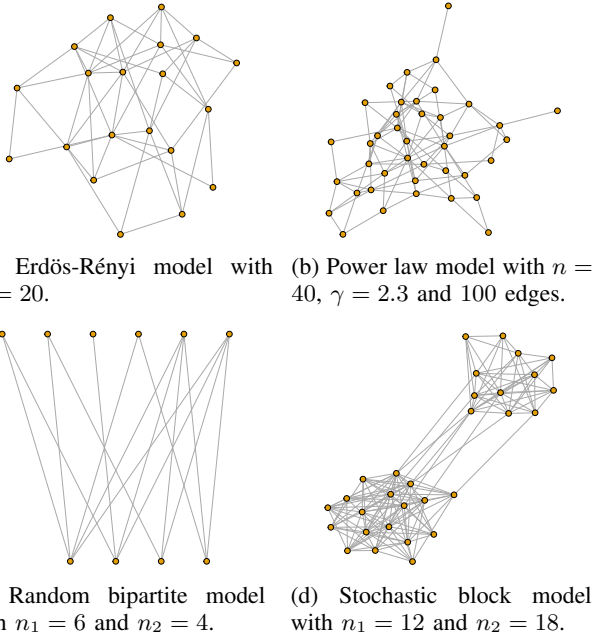 Erdös-Rényi model with
= 20.
(b) Power law model with n =
40, γ = 2.3 and 100 edges.
Random bipartite model
n₁ = 6 and n₂ = 4.
(d) Stochastic block model
with n₁ = 12 and n₂ = 18.